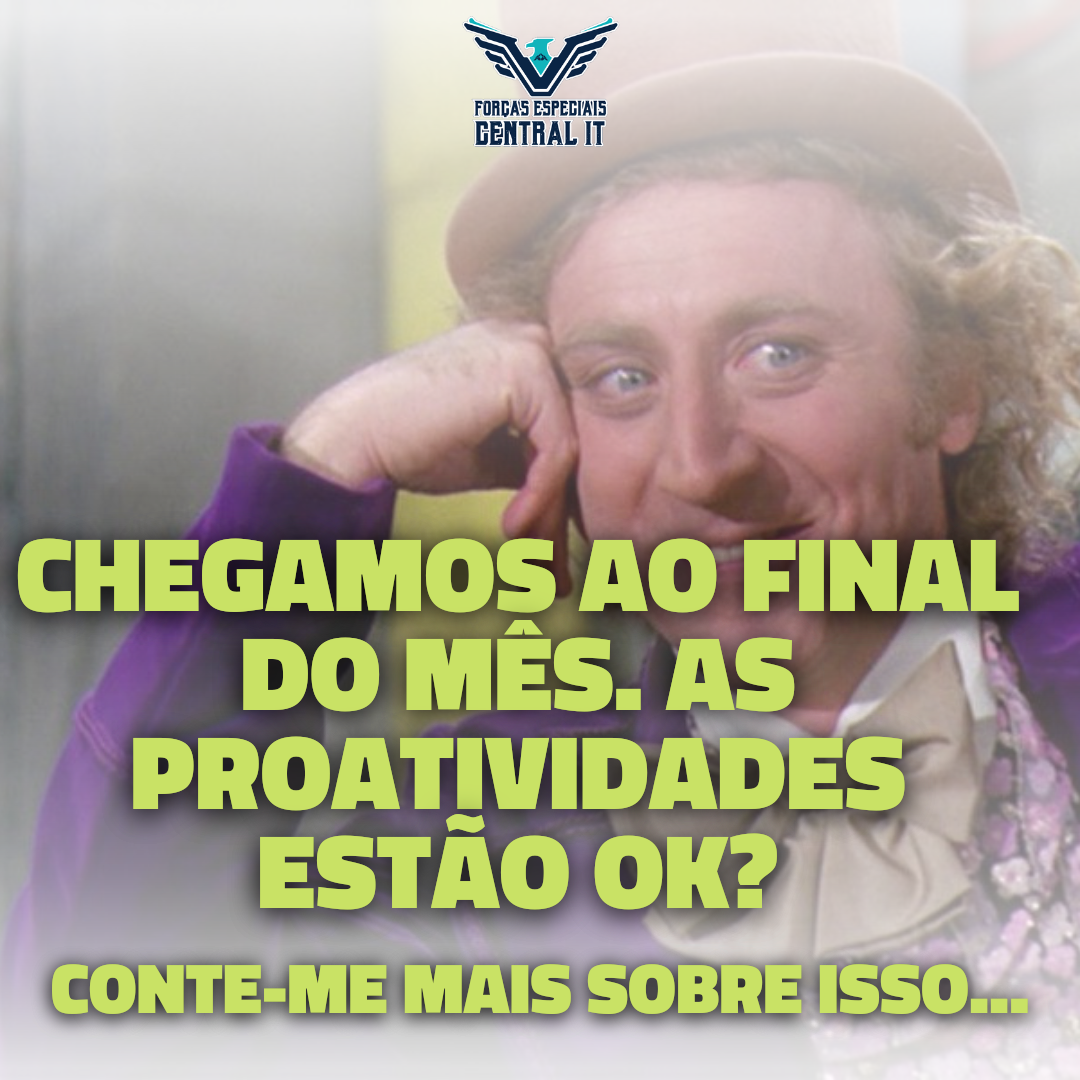 FORÇAS ESPECIAIS
CENTRAL IT
CHEGAMOS AO FINAL
DO MÊS. AS
PROATIVIDADES
ESTÃO OK?
CONTE-ME MAIS SOBRE ISSO...